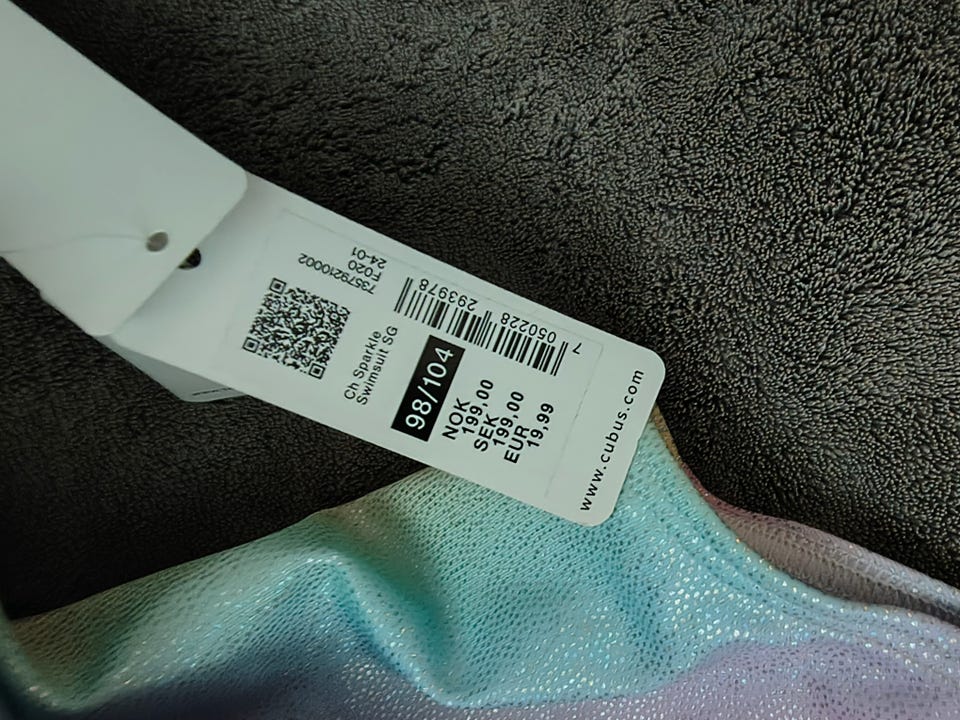 73579210002
F020
24-01
Ch Sparkle
Swimsuit SG
7 050228 293978
98/104
NOK
199,00
SEK
199,00
EUR
19,99
www.cubus.com